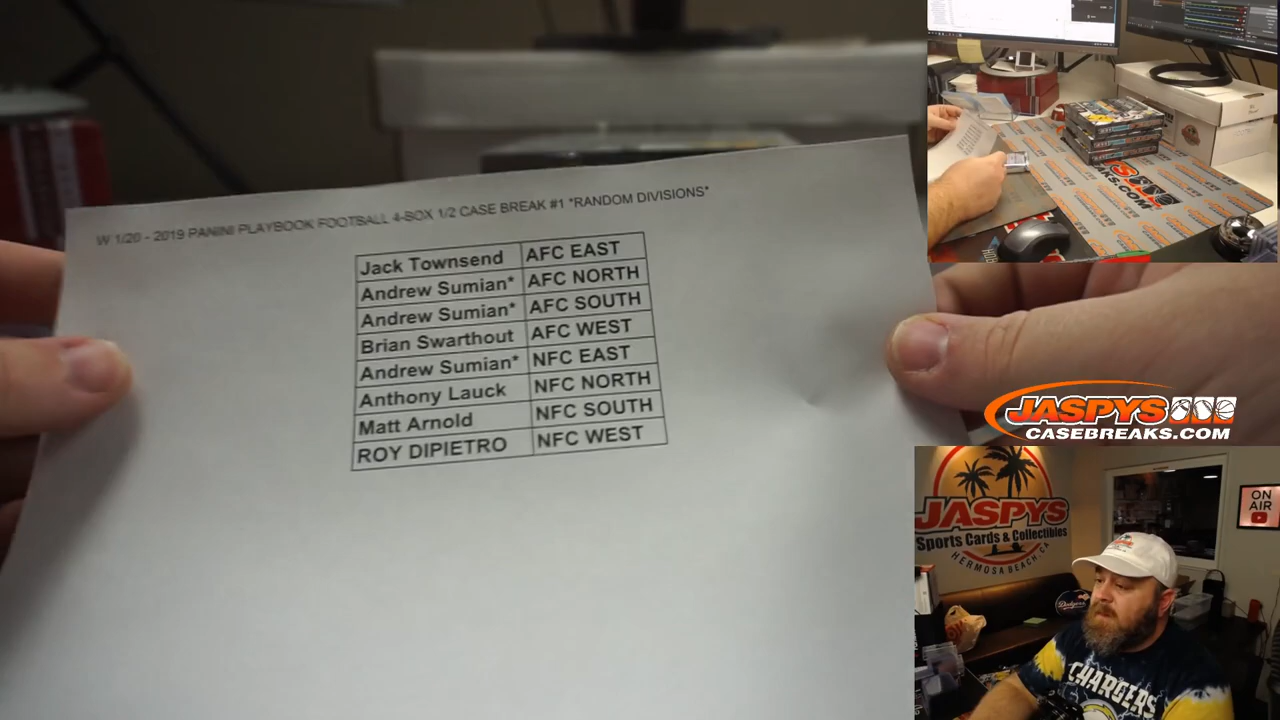 W 1/20 - 2019 PANINI PLAYBOOK FOOTBALL 4-BOX 1/2 CASE BREAK #1 *RANDOM DIVISIONS*
Jack Townsend AFC EAST
Andrew Sumian* AFC NORTH
Andrew Sumian* AFC SOUTH
Brian Swarthout AFC WEST
Andrew Sumian* NFC EAST
Anthony Lauck NFC NORTH
Matt Arnold NFC SOUTH
ROY DIPIETRO NFC WEST
.COM
JASPYS
CASEBREAKS.COM
JASPYS
Sports Cards & Collectibles
HERMOSA BEACH, CA
ON
AIR
Dodgers
CHARGERS